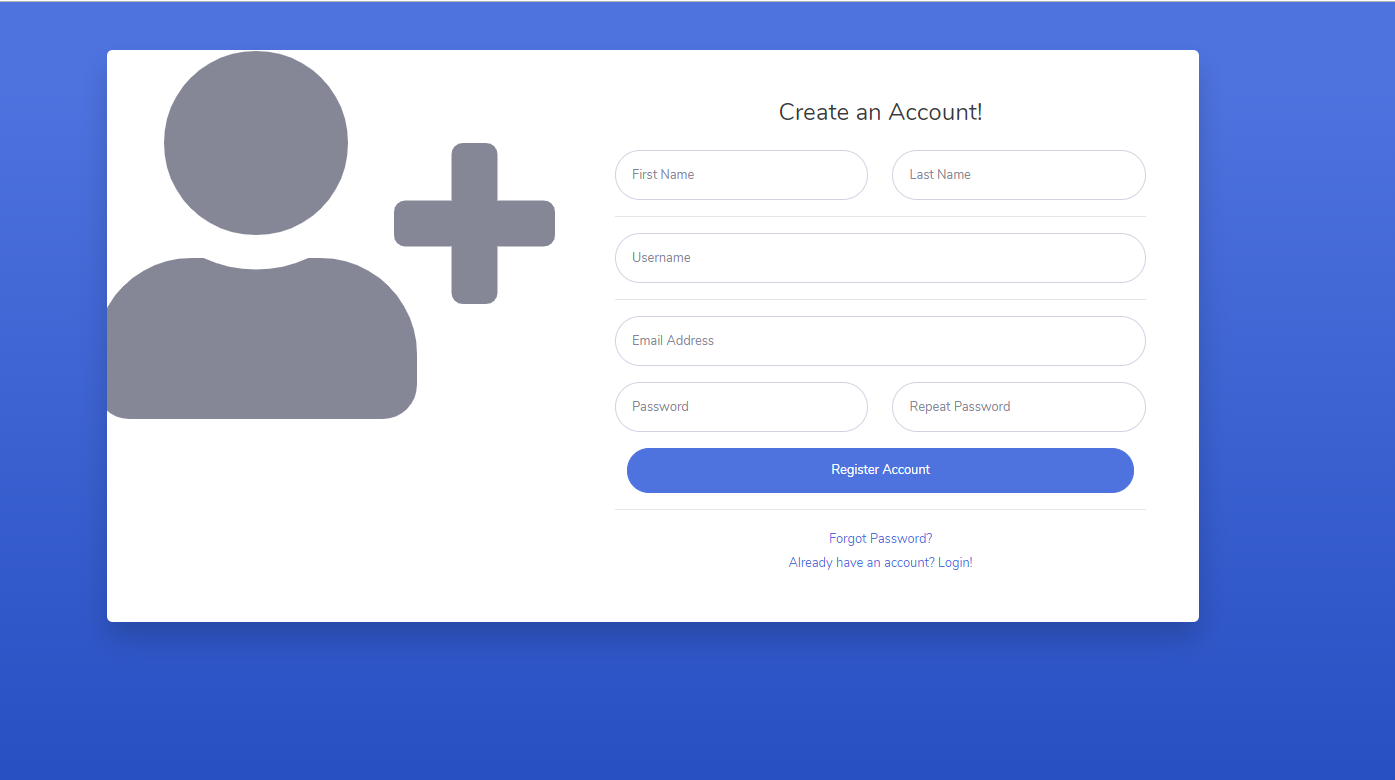 Create an Account!
First Name
Last Name
Username
Email Address
Password
Repeat Password
Register Account
Forgot Password?
Already have an account? Login!